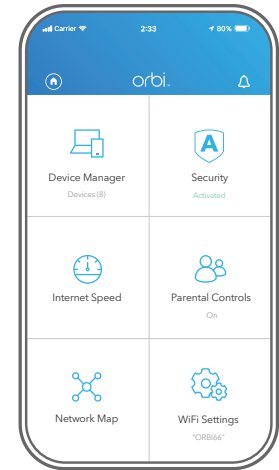 Carrier 2:33 80%
orbi
Device Manager Security
Devices (8) Activated
A
Internet Speed Parental Controls
On
Network Map WiFi Settings
"ORBI66"